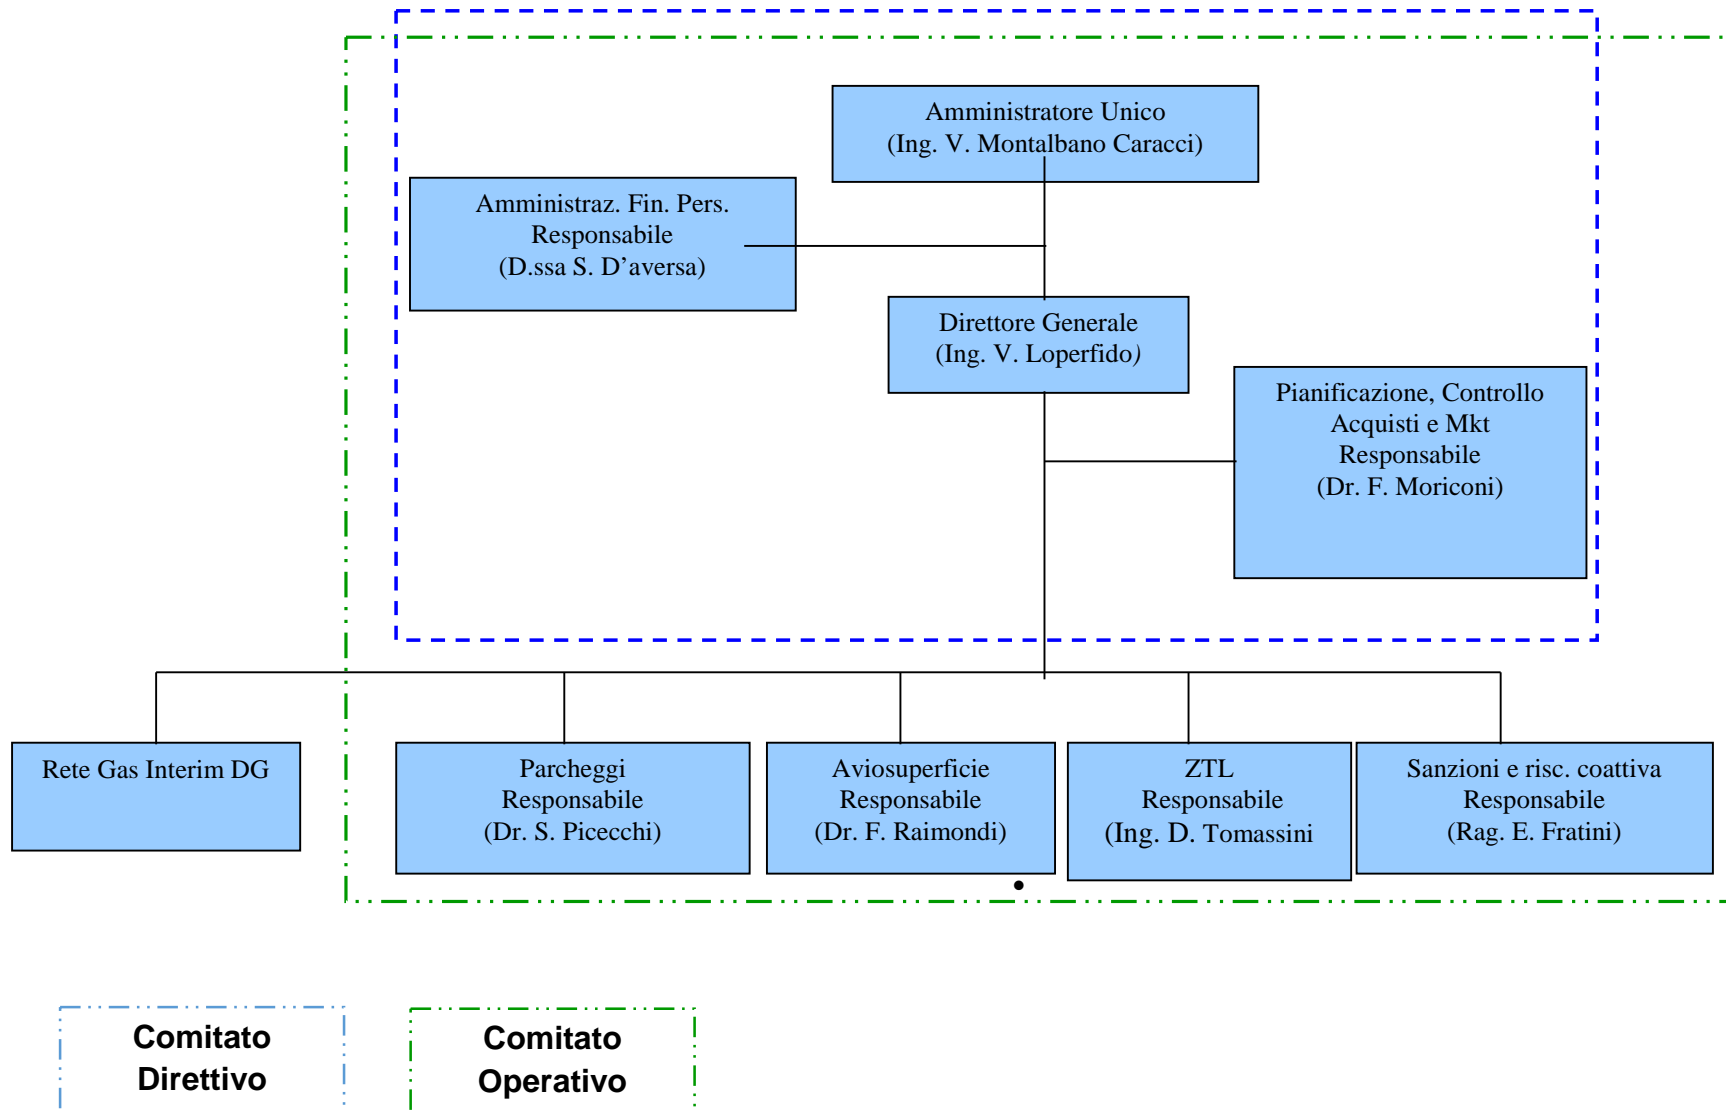 Amministratore Unico
(Ing. V. Montalbano Caracci)
Amministraz. Fin. Pers.
Responsabile
(D.ssa S. D’aversa)
Direttore Generale
(Ing. V. Loperfido)
Pianificazione, Controllo
Acquisti e Mkt
Responsabile
(Dr. F. Moriconi)
Rete Gas Interim DG
Parcheggi
Responsabile
(Dr. S. Picecchi)
Aviosuperficie
Responsabile
(Dr. F. Raimondi)
ZTL
Responsabile
(Ing. D. Tomassini
Sanzioni e risc. coattiva
Responsabile
(Rag. E. Fratini)
Comitato
Direttivo
Comitato
Operativo